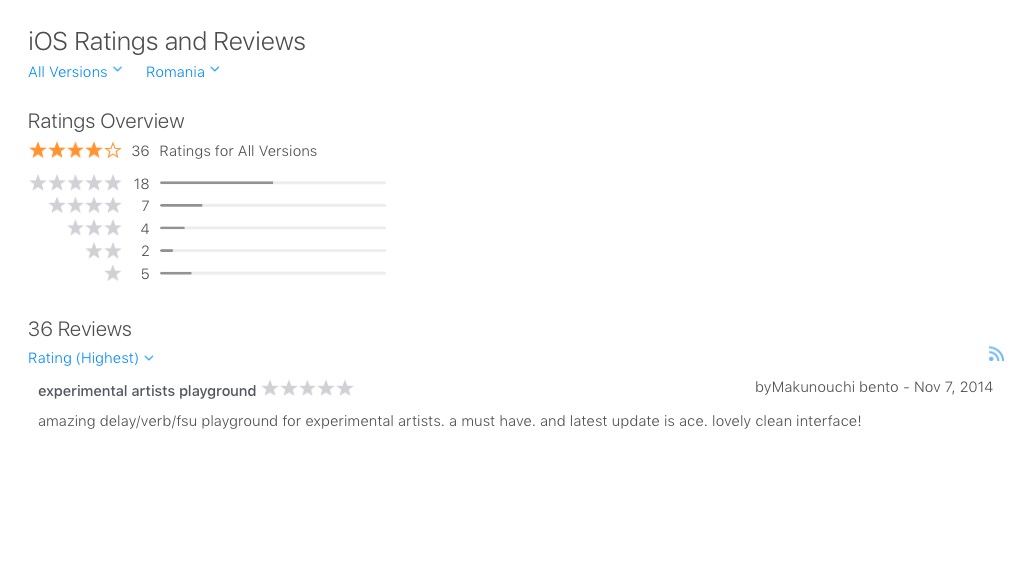 iOS Ratings and Reviews
All Versions Romania
Ratings Overview
36 Ratings for All Versions
18
7
4
2
5
36 Reviews
Rating (Highest)
experimental artists playground byMakunouchi bento - Nov 7, 2014
amazing delay/verb/fsu playground for experimental artists. a must have. and latest update is ace. lovely clean interface!